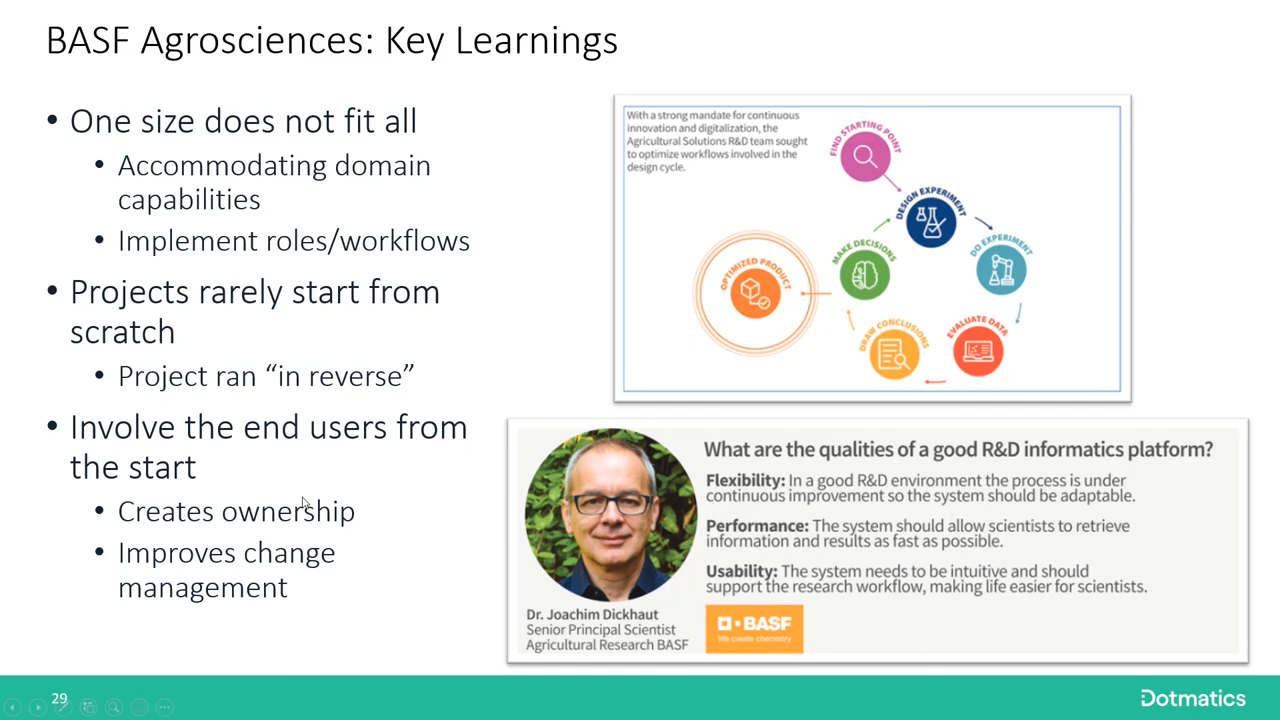 BASF Agrosciences: Key Learnings
• One size does not fit all
• Accommodating domain
capabilities
• Implement roles/workflows
• Projects rarely start from
scratch
• Project ran “in reverse”
• Involve the end users from
the start
• Creates ownership
• Improves change
management
With a strong mandate for continuous
innovation and digitalization, the
Agricultural Solutions R&D team sought
to optimize workflows involved in the
design cycle.
FIND STARTING POINT
DESIGN EXPERIMENT
DO EXPERIMENT
EVALUATE DATA
DRAW CONCLUSIONS
MAKE DECISIONS
OPTIMIZED PRODUCT
What are the qualities of a good R&D informatics platform?
Flexibility: In a good R&D environment the process is under
continuous improvement so the system should be adaptable.
Performance: The system should allow scientists to retrieve
information and results as fast as possible.
Usability: The system needs to be intuitive and should
support the research workflow, making life easier for scientists.
Dr. Joachim Dickhaut
Senior Principal Scientist
Agricultural Research BASF
BASF
We create chemistry
29
Dotmatics